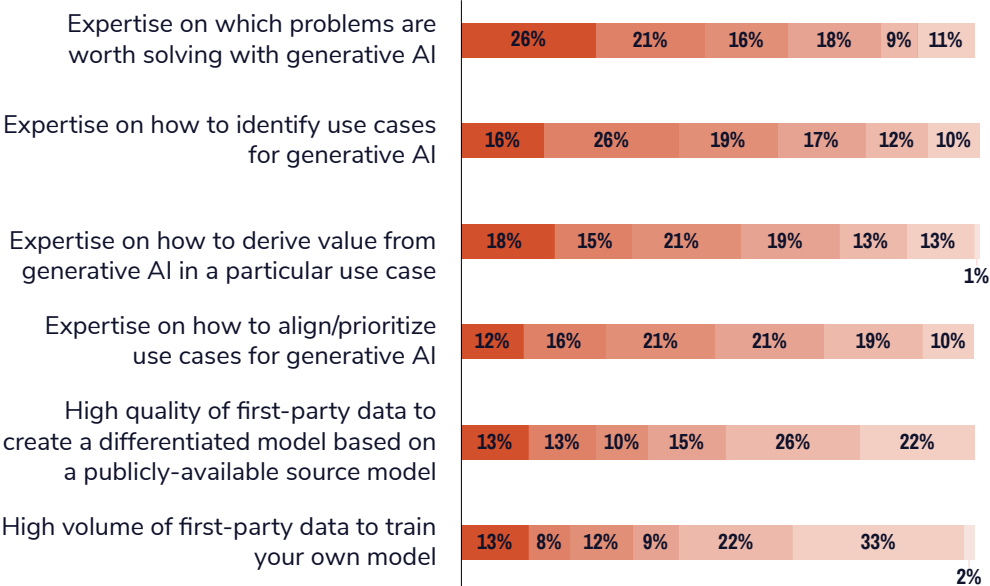 Expertise on which problems are
worth solving with generative AI
26% 21% 16% 18% 9% 11%
Expertise on how to identify use cases
for generative AI
16% 26% 19% 17% 12% 10%
Expertise on how to derive value from
generative AI in a particular use case
18% 15% 21% 19% 13% 13%
1%
Expertise on how to align/prioritize
use cases for generative AI
12% 16% 21% 21% 19% 10%
High quality of first-party data to
create a differentiated model based on
a publicly-available source model
13% 13% 10% 15% 26% 22%
High volume of first-party data to train
your own model
13% 8% 12% 9% 22% 33%
2%